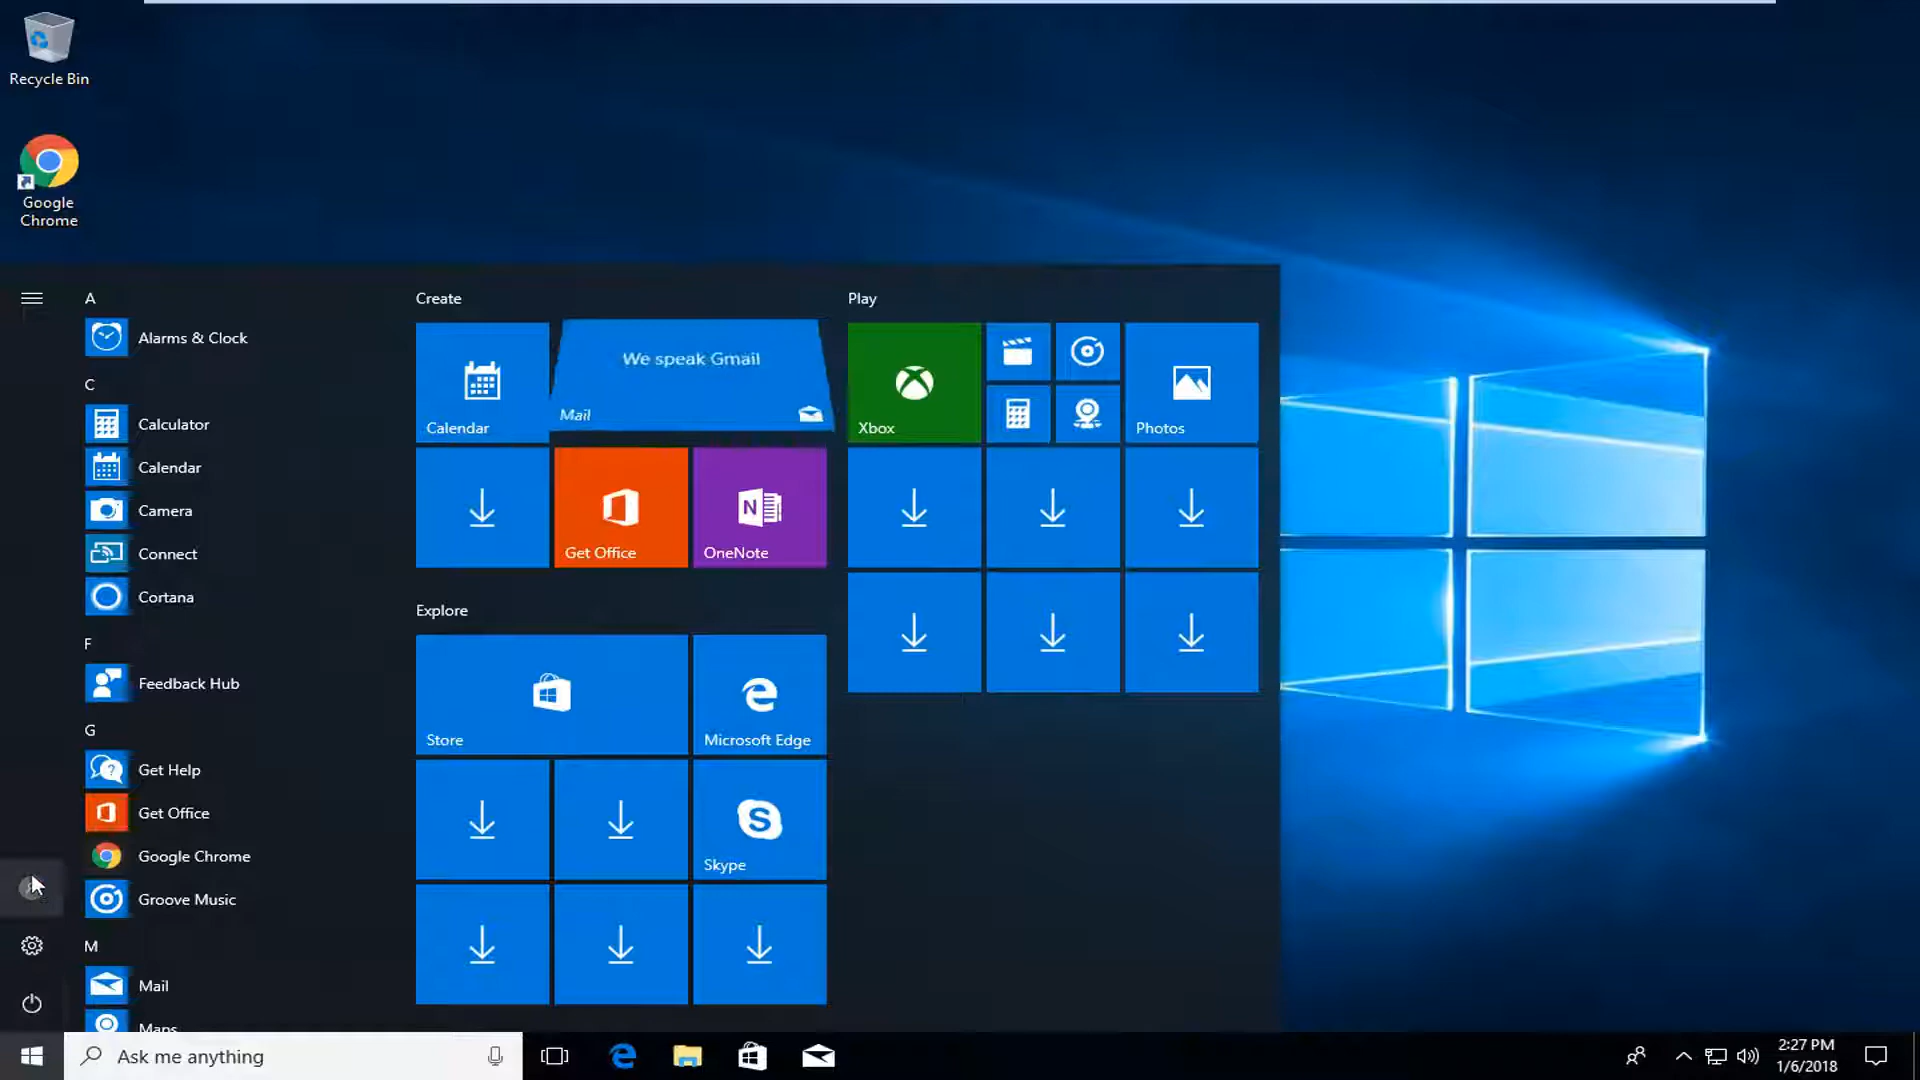 Recycle Bin
Google
Chrome
A
Alarms & Clock
C
Calculator
Calendar
Camera
Connect
Cortana
F
Feedback Hub
G
Get Help
Get Office
Google Chrome
Groove Music
M
Mail
Maps
Create
Calendar
We speak Gmail
Mail
Get Office
OneNote
Explore
Store
Microsoft Edge
Skype
Play
Xbox
Photos
Ask me anything
2:27 PM
1/6/2018